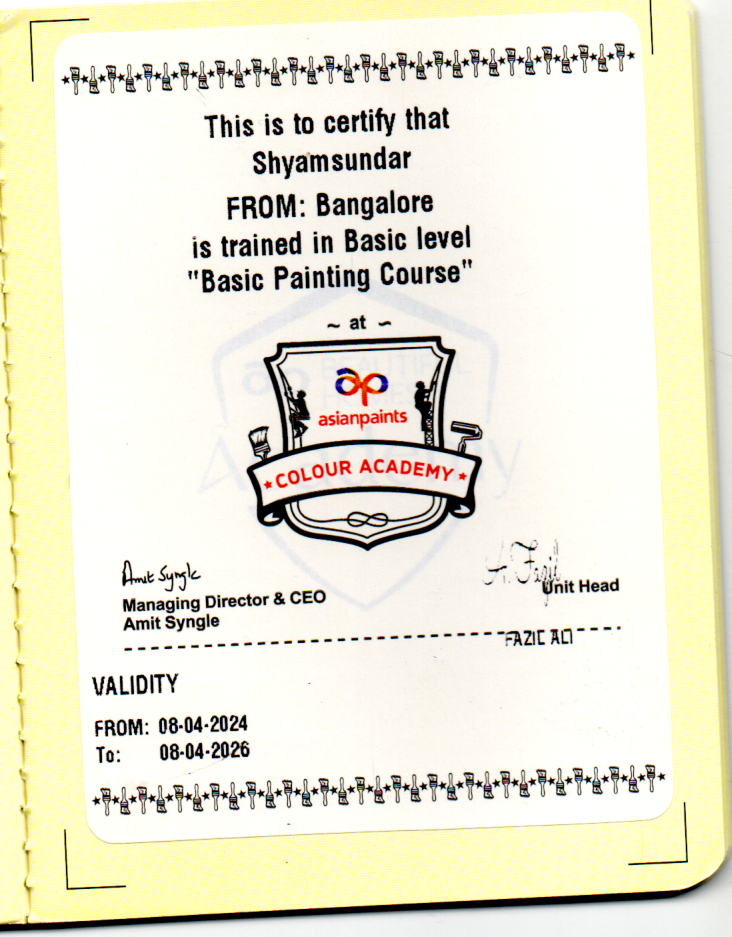 This is to certify that
Shyamsundar
FROM: Bangalore
is trained in Basic level
"Basic Painting Course"
~ at ~
ap
asianpaints
★COLOUR ACADEMY★
Amit Syngle
A. Fazil
Managing Director & CEO
Unit Head
Amit Syngle
FAZIL ALI
VALIDITY
FROM: 08-04-2024
To: 08-04-2026